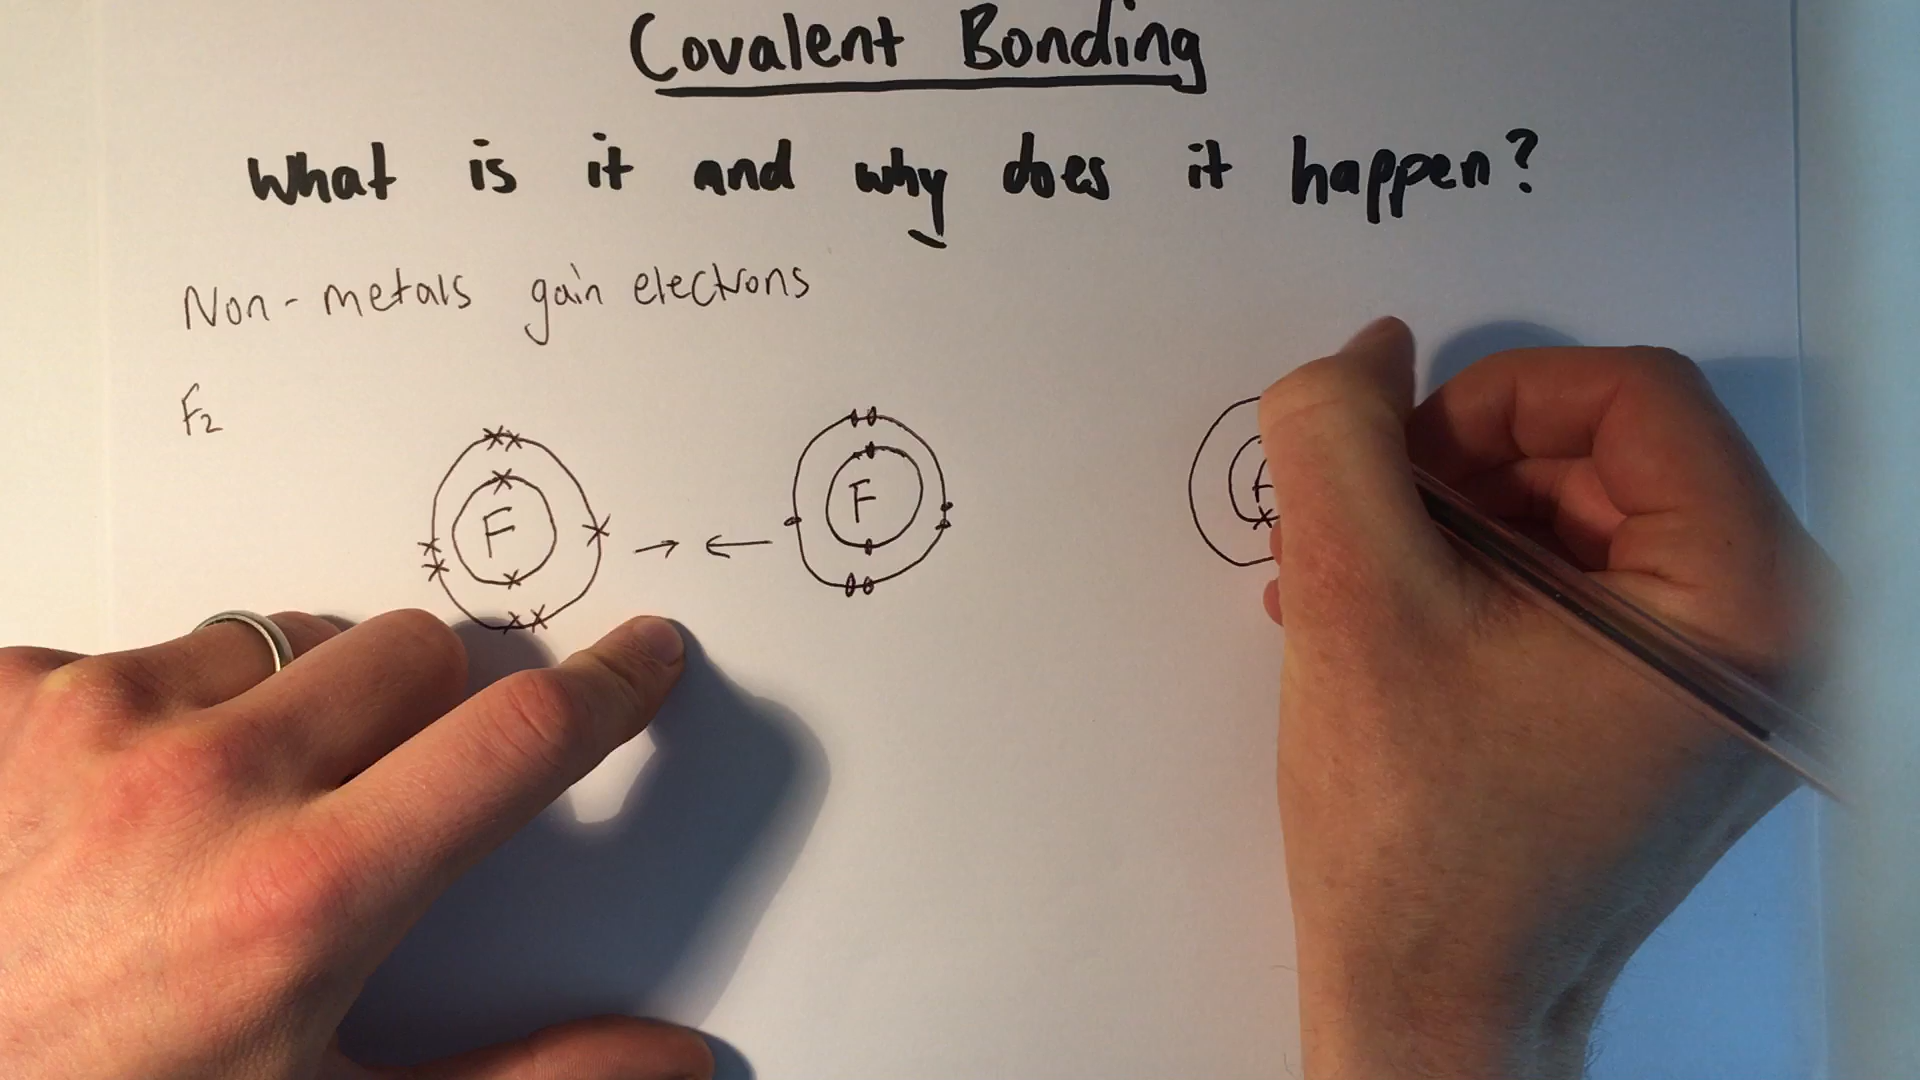 Covalent Bonding
What is it and why does it happen?
Non-metals gain electrons
F2
F F F